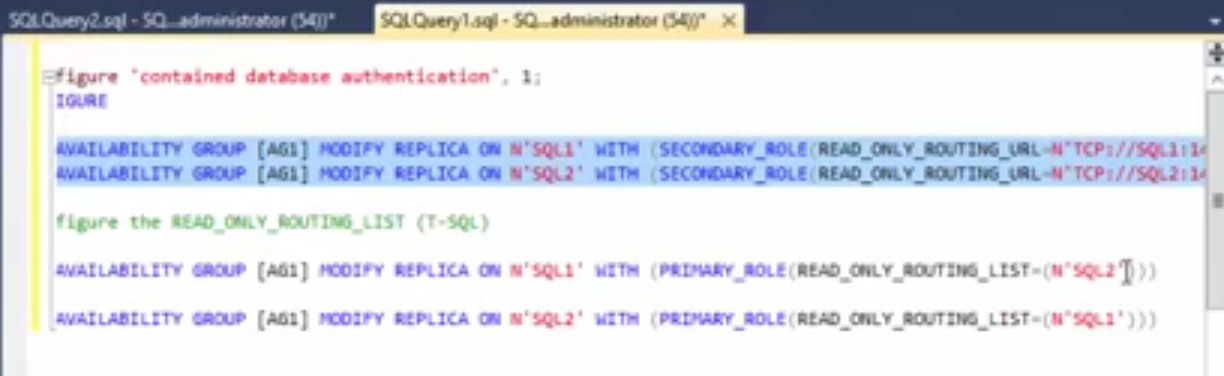 SQLQuery2.sql - SQ...administrator (54))*
SQLQuery1.sql - SQ...administrator (54))*
figure 'contained database authentication', 1;
IGURE
AVAILABILITY GROUP [AG1] MODIFY REPLICA ON N'SQL1' WITH (SECONDARY_ROLE(READ_ONLY_ROUTING_URL=N'TCP://SQL1:14
AVAILABILITY GROUP [AG1] MODIFY REPLICA ON N'SQL2' WITH (SECONDARY_ROLE(READ_ONLY_ROUTING_URL=N'TCP://SQL2:14
figure the READ_ONLY_ROUTING_LIST (T-SQL)
AVAILABILITY GROUP [AG1] MODIFY REPLICA ON N'SQL1' WITH (PRIMARY_ROLE(READ_ONLY_ROUTING_LIST=(N'SQL2')))
AVAILABILITY GROUP [AG1] MODIFY REPLICA ON N'SQL2' WITH (PRIMARY_ROLE(READ_ONLY_ROUTING_LIST=(N'SQL1')))